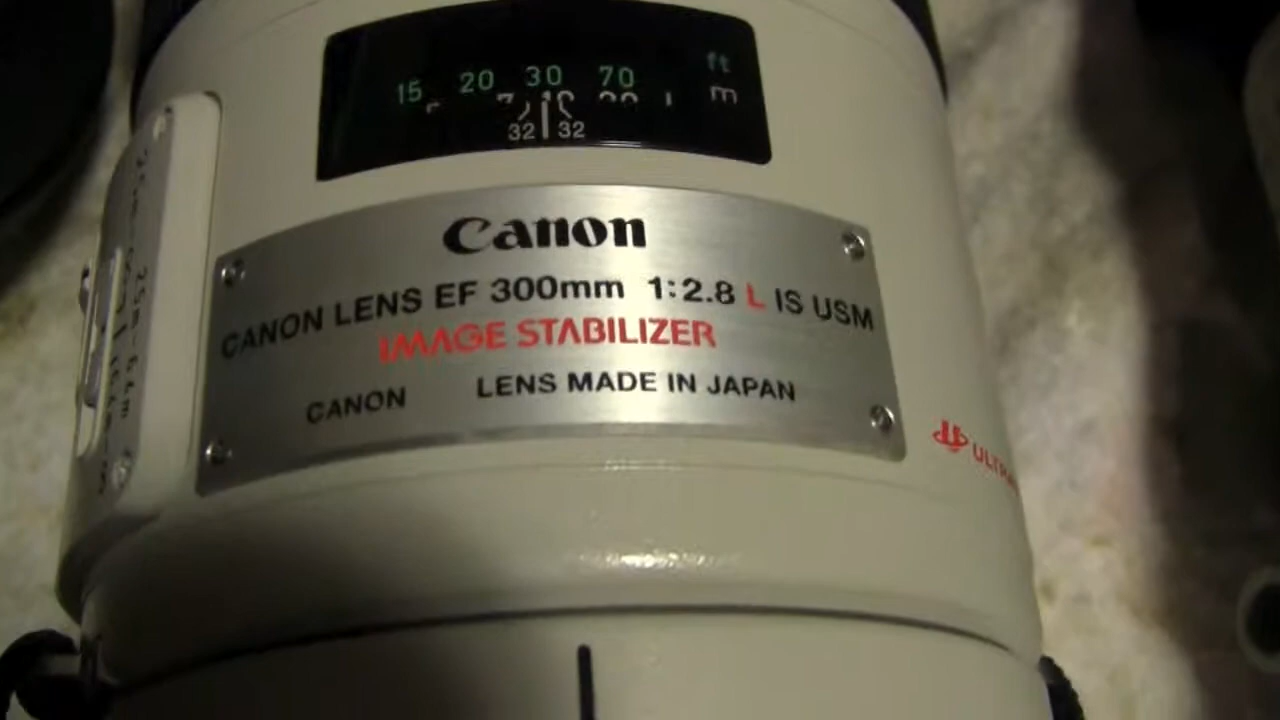 15 20 30 70 ft
m
32 32
Canon
CANON LENS EF 300mm 1:2.8 L IS USM
IMAGE STABILIZER
CANON LENS MADE IN JAPAN